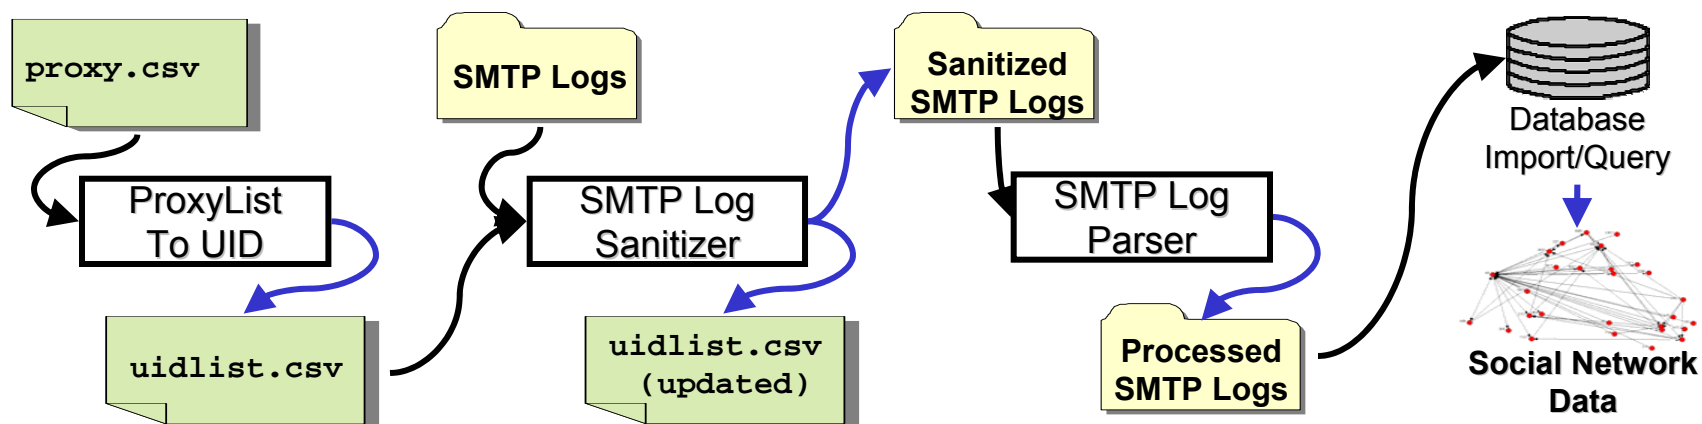 proxy.csv
SMTP Logs
Sanitized
SMTP Logs
Database
Import/Query
ProxyList
To UID
SMTP Log
Sanitizer
SMTP Log
Parser
uidlist.csv
uidlist.csv
(updated)
Processed
SMTP Logs
Social Network
Data